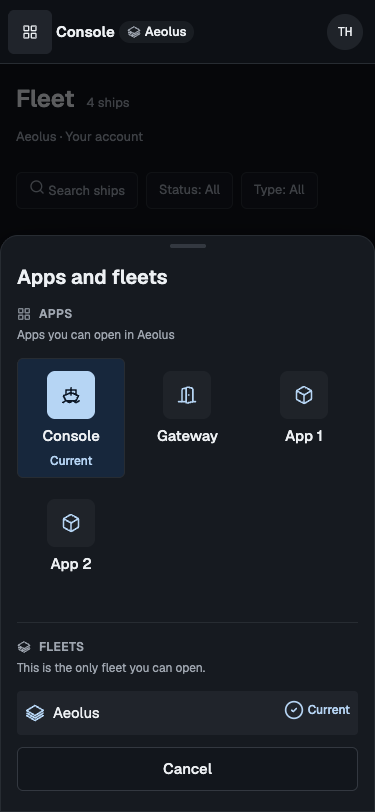 Console Aeolus TH
Fleet 4 ships
Aeolus · Your account
Search ships Status: All Type: All
Apps and fleets
APPS
Apps you can open in Aeolus
Console Gateway App 1
Current
App 2
FLEETS
This is the only fleet you can open.
Aeolus Current
Cancel